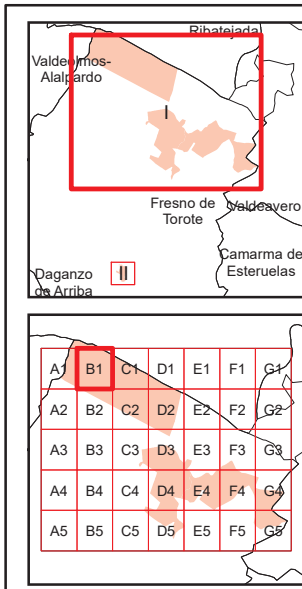 Ribatejada
Valdeolmos-
Alalpardo
I
Fresno de
Torote
Valdeavero
Camarma de
Esteruelas
II
Daganzo
de Arriba
A1 B1 C1 D1 E1 F1 G1
A2 B2 C2 D2 E2 F2 G2
A3 B3 C3 D3 E3 F3 G3
A4 B4 C4 D4 E4 F4 G4
A5 B5 C5 D5 E5 F5 G5